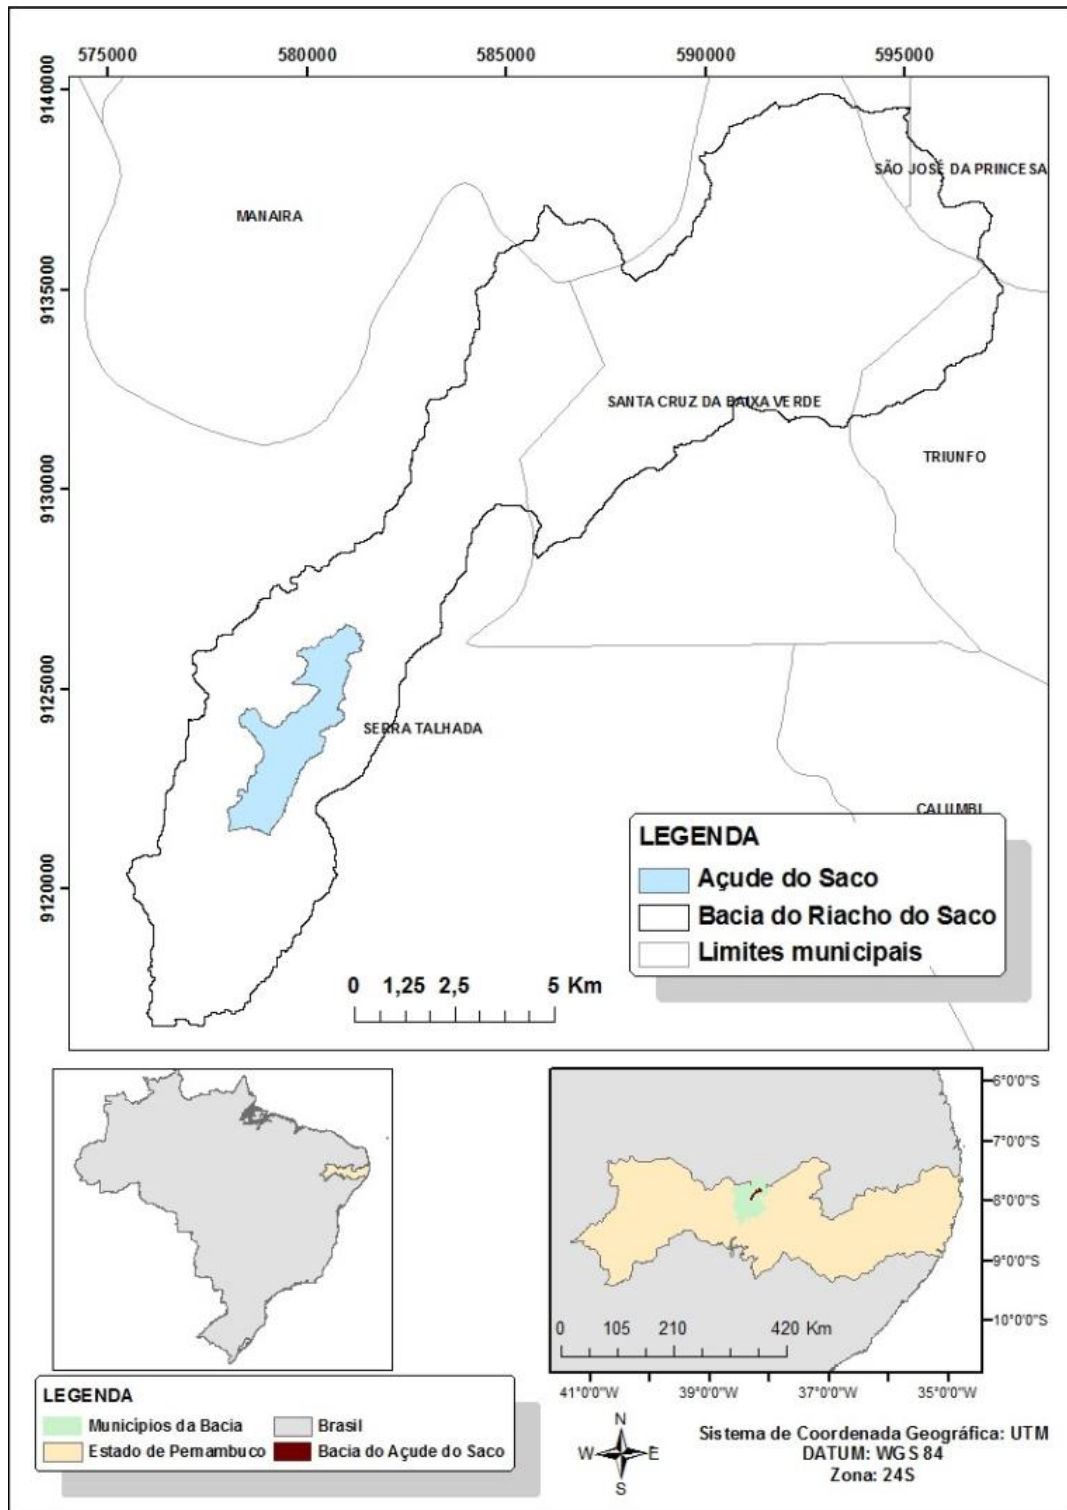 575000 580000 585000 590000 595000
9140000
SÃO JOSÉ DA PRINCESA
MANAIRA
9135000
SANTA CRUZ DA BAIXA VERDE
TRIUNFO
9130000
9125000
SERRA TALHADA
CALUMBI
LEGENDA
Açude do Saco
Bacia do Riacho do Saco
Limites municipais
9120000
0 1,25 2,5 5 Km
6°0'0"S
7°0'0"S
8°0'0"S
9°0'0"S
10°0'0"S
0 105 210 420 Km
41°0'0"W 39°0'0"W 37°0'0"W 35°0'0"W
LEGENDA
Municípios da Bacia Brasil
Estado de Pernambuco Bacia do Açude do Saco
N
W E
S
Sistema de Coordenada Geográfica: UTM
DATUM: WGS 84
Zona: 24S